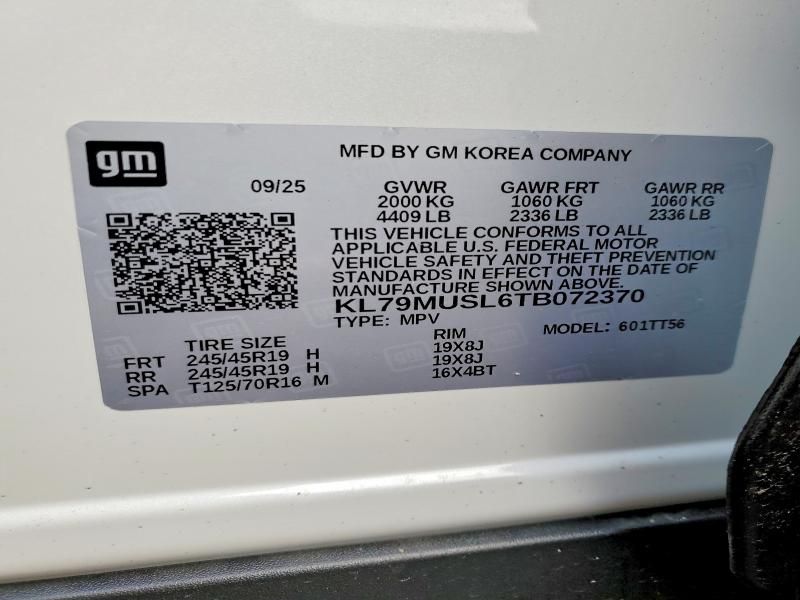 gm
MFD BY GM KOREA COMPANY
09/25 GVWR GAWR FRT GAWR RR
2000 KG 1060 KG 1060 KG
4409 LB 2336 LB 2336 LB
THIS VEHICLE CONFORMS TO ALL
APPLICABLE U.S. FEDERAL MOTOR
VEHICLE SAFETY AND THEFT PREVENTION
STANDARDS IN EFFECT ON THE DATE OF
MANUFACTURE SHOWN ABOVE.
KL79MUSL6TB072370
TYPE: MPV MODEL: 601TT56
TIRE SIZE RIM
FRT 245/45R19 H 19X8J
RR 245/45R19 H 19X8J
SPA T125/70R16 M 16X4BT